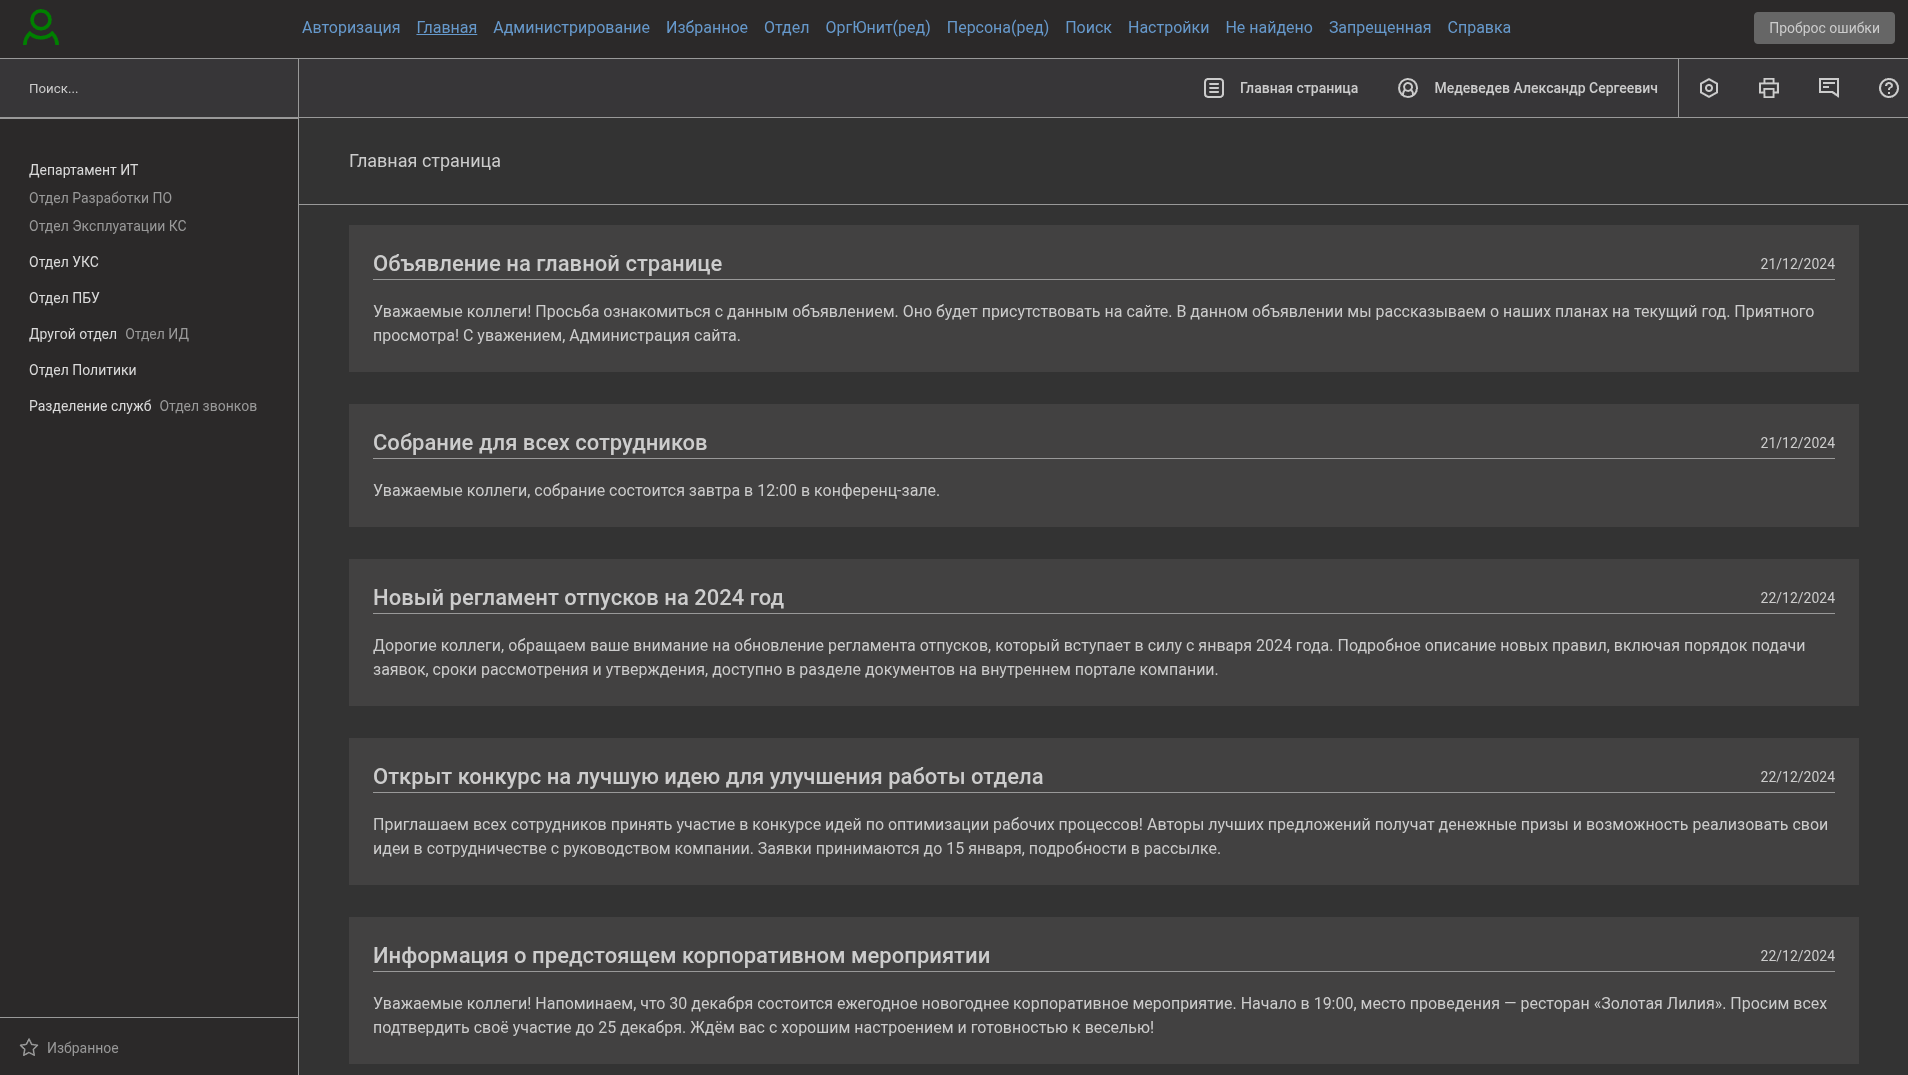 Авторизация Главная Администрирование Избранное Отдел ОргЮнит(ред) Персона(ред) Поиск Настройки Не найдено Запрещенная Справка
Проброс ошибки
Поиск...
Главная страница
Медеведев Александр Сергеевич
Департамент ИТ
Отдел Разработки ПО
Отдел Эксплуатации КС
Отдел УКС
Отдел ПБУ
Другой отдел Отдел ИД
Отдел Политики
Разделение служб Отдел звонков
Избранное
Главная страница
Объявление на главной странице
21/12/2024
Уважаемые коллеги! Просьба ознакомиться с данным объявлением. Оно будет присутствовать на сайте. В данном объявлении мы рассказываем о наших планах на текущий год. Приятного
просмотра! С уважением, Администрация сайта.
Собрание для всех сотрудников
21/12/2024
Уважаемые коллеги, собрание состоится завтра в 12:00 в конференц-зале.
Новый регламент отпусков на 2024 год
22/12/2024
Дорогие коллеги, обращаем ваше внимание на обновление регламента отпусков, который вступает в силу с января 2024 года. Подробное описание новых правил, включая порядок подачи
заявок, сроки рассмотрения и утверждения, доступно в разделе документов на внутреннем портале компании.
Открыт конкурс на лучшую идею для улучшения работы отдела
22/12/2024
Приглашаем всех сотрудников принять участие в конкурсе идей по оптимизации рабочих процессов! Авторы лучших предложений получат денежные призы и возможность реализовать свои
идеи в сотрудничестве с руководством компании. Заявки принимаются до 15 января, подробности в рассылке.
Информация о предстоящем корпоративном мероприятии
22/12/2024
Уважаемые коллеги! Напоминаем, что 30 декабря состоится ежегодное новогоднее корпоративное мероприятие. Начало в 19:00, место проведения — ресторан «Золотая Лилия». Просим всех
подтвердить своё участие до 25 декабря. Ждём вас с хорошим настроением и готовностью к веселью!